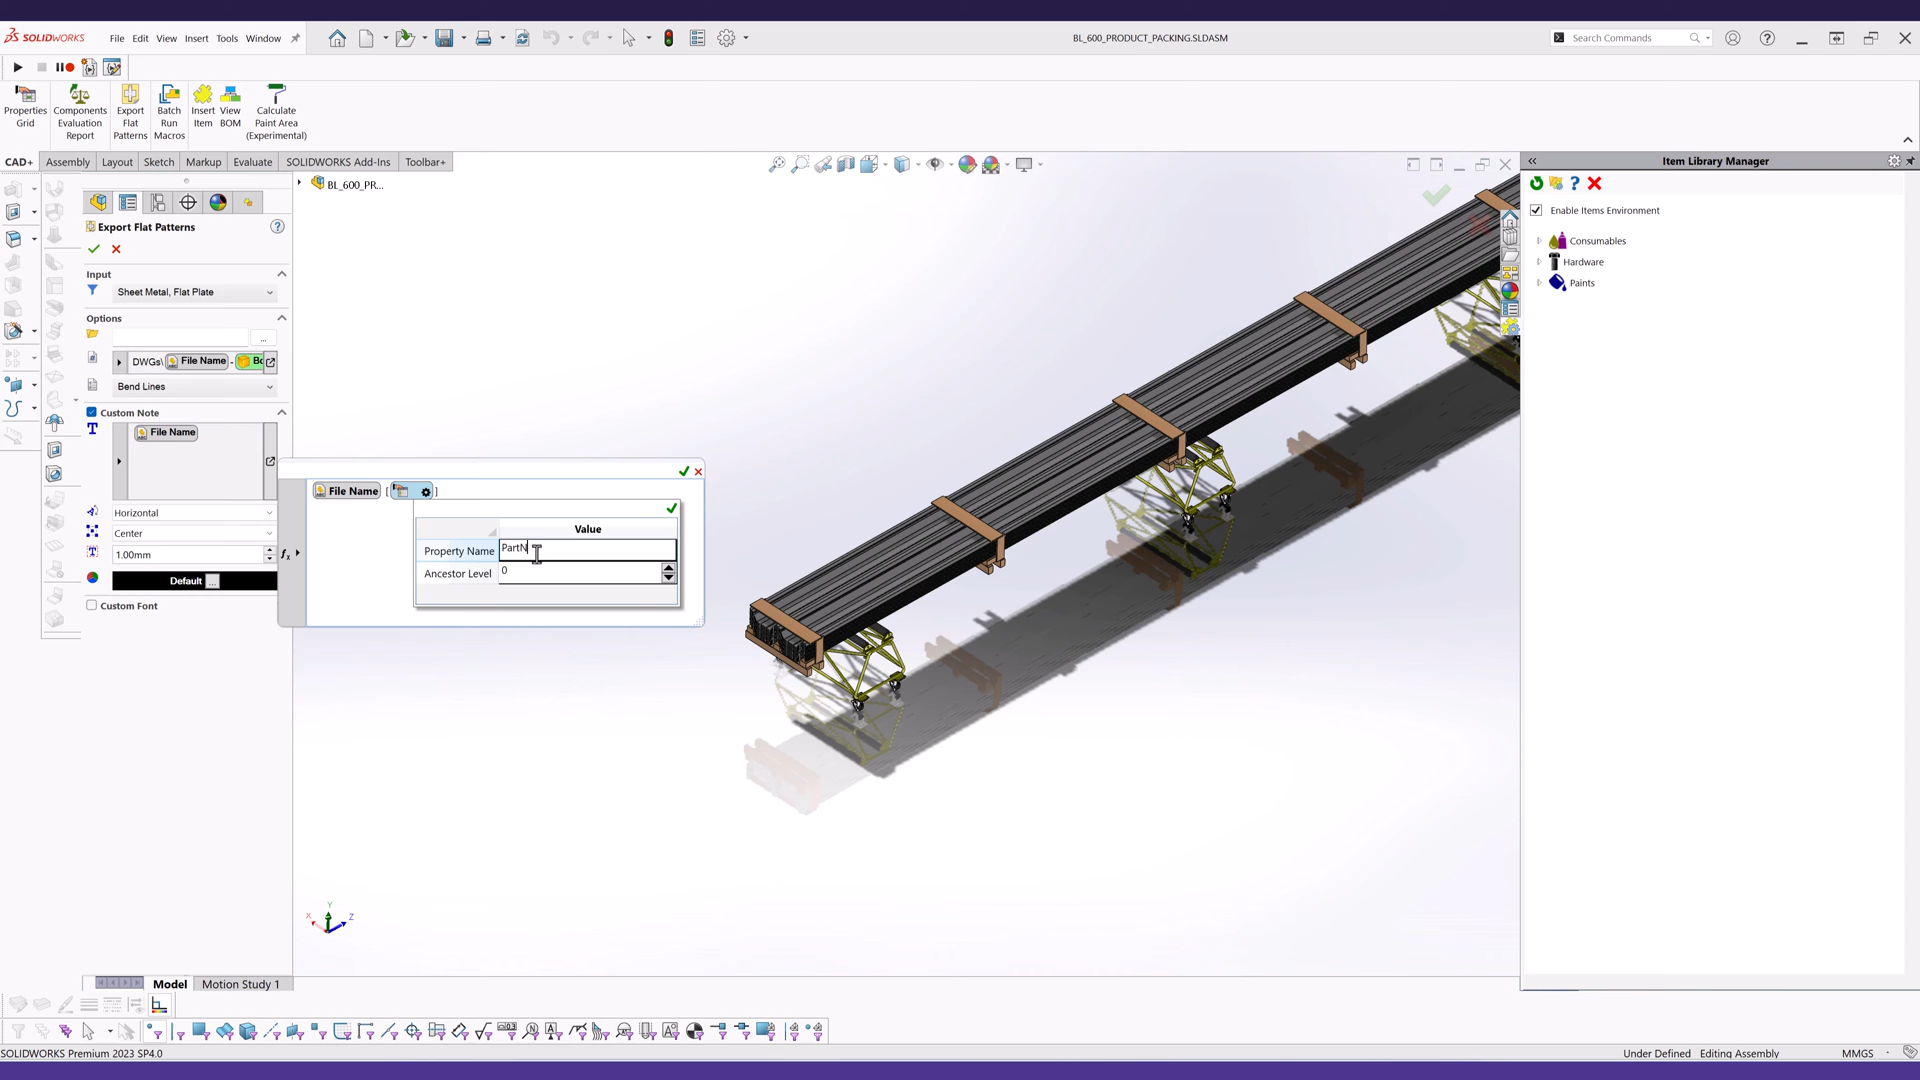 SOLIDWORKS File Edit View Insert Tools Window BL_600_PRODUCT_PACKING.SLDASM Search Commands
Properties Grid
Components Evaluation Report
Export Flat Patterns
Batch Run Macros
Insert Item
View BOM
Calculate Paint Area (Experimental)
CAD+ Assembly Layout Sketch Markup Evaluate SOLIDWORKS Add-Ins Toolbar+
Item Library Manager
BL_600_PR...
Enable Items Environment
Consumables
Hardware
Paints
Export Flat Patterns
Input
Sheet Metal, Flat Plate
Options
...
DWGs\ File Name - Bo
Bend Lines
Custom Note
File Name
Horizontal
Center
1.00mm
Default ...
Custom Font
File Name [ ]
Value
Property Name PartN
Ancestor Level 0
fx
Y
X Z
Model Motion Study 1
SOLIDWORKS Premium 2023 SP4.0 Under Defined Editing Assembly MMGS